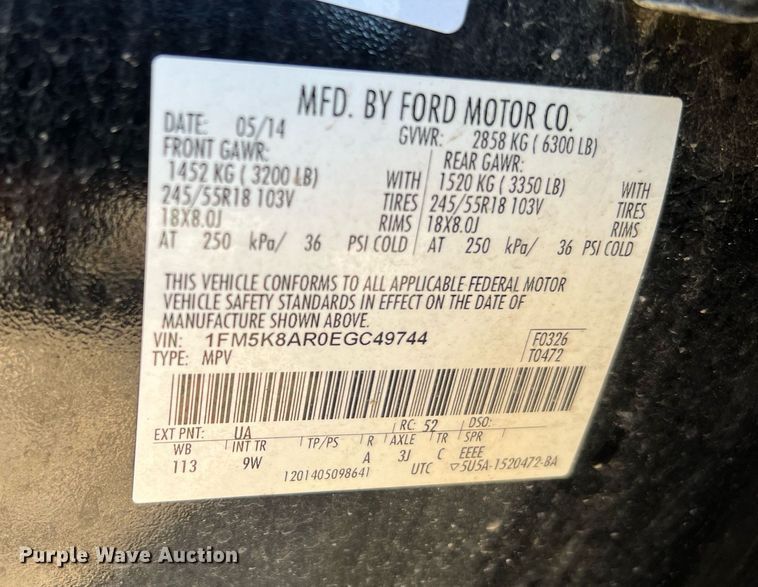 MFD. BY FORD MOTOR CO.
DATE: 05/14 GVWR: 2858 KG ( 6300 LB)
FRONT GAWR: REAR GAWR:
1452 KG ( 3200 LB) WITH 1520 KG ( 3350 LB) WITH
245/55R18 103V TIRES 245/55R18 103V TIRES
18X8.0J RIMS 18X8.0J RIMS
AT 250 kPa/ 36 PSI COLD AT 250 kPa/ 36 PSI COLD
THIS VEHICLE CONFORMS TO ALL APPLICABLE FEDERAL MOTOR
VEHICLE SAFETY STANDARDS IN EFFECT ON THE DATE OF
MANUFACTURE SHOWN ABOVE.
VIN: 1FM5K8AR0EGC49744 F0326
TYPE: MPV T0472
EXT PNT: UA RC: 52 DSO:
WB INT TR TP/PS R AXLE TR SPR
113 9W A 3J C EEEE
1201405098641 UTC ▽5U5A-1520472-BA
Purple Wave Auction